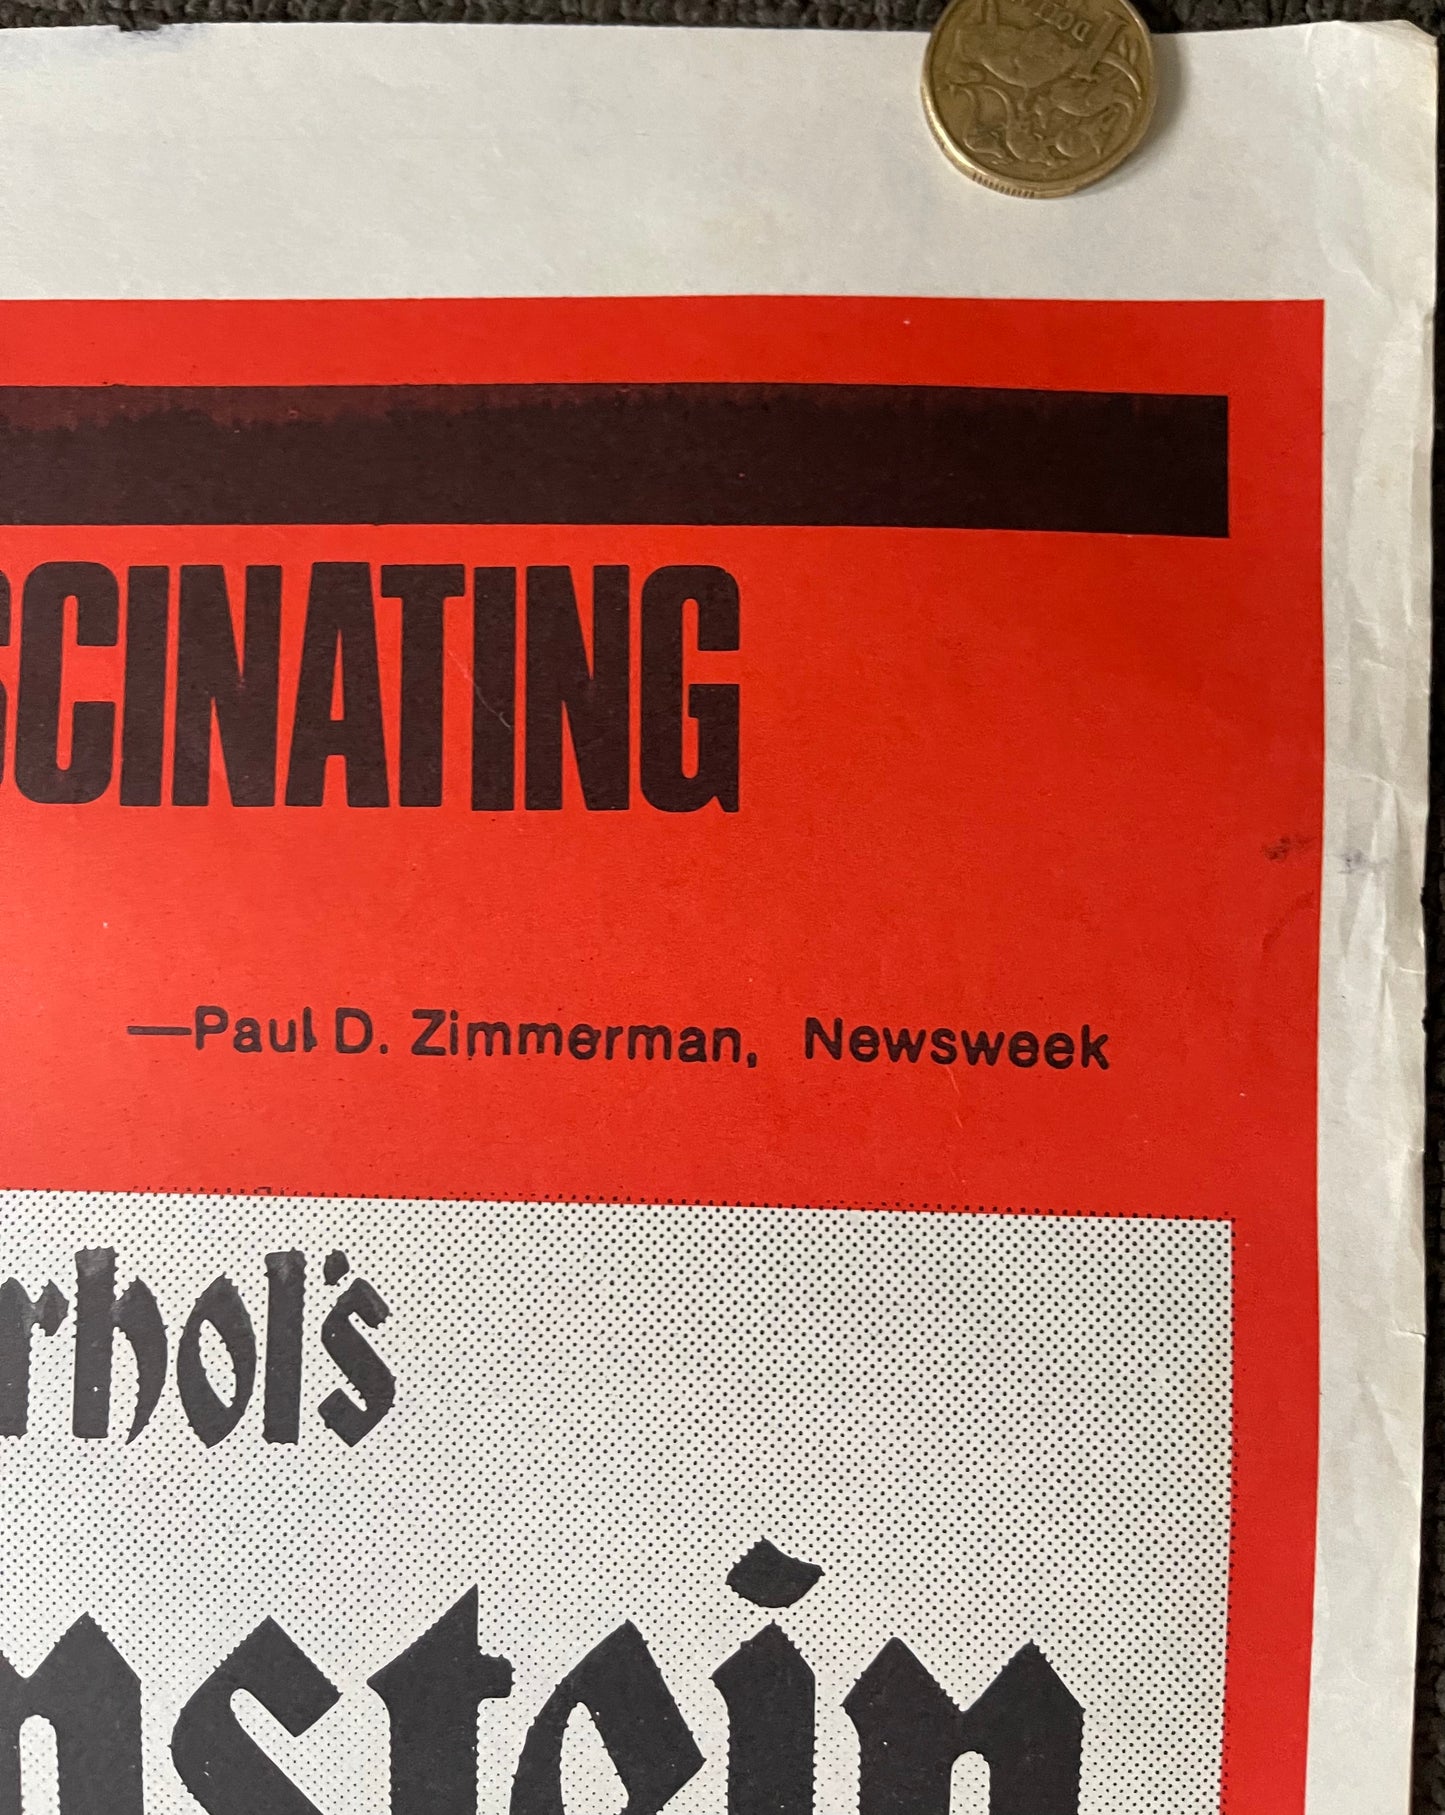 SCINATING
—Paul D. Zimmerman, Newsweek
rhol's
nstein